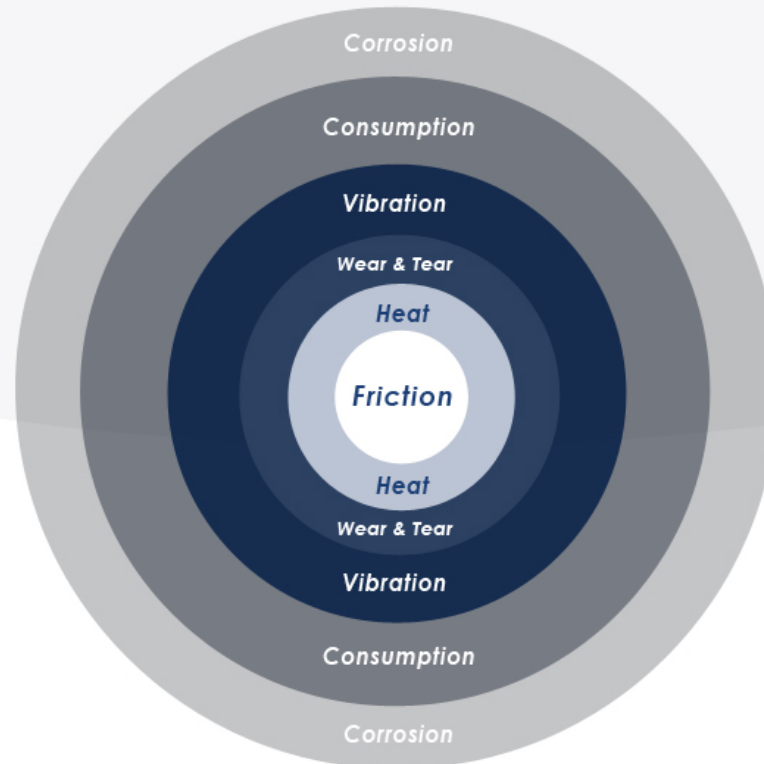 Corrosion
Consumption
Vibration
Wear & Tear
Heat
Friction
Heat
Wear & Tear
Vibration
Consumption
Corrosion